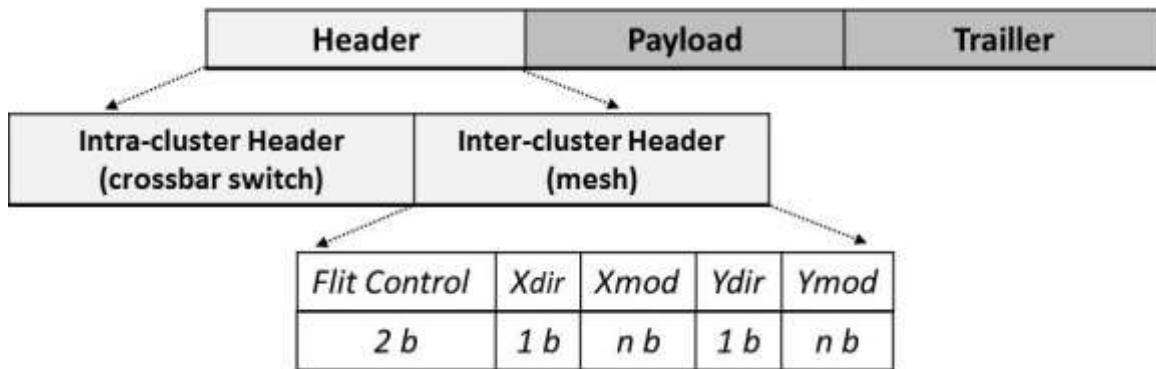 Header Payload Trailler
Intra-cluster Header Inter-cluster Header
(crossbar switch) (mesh)
Flit Control Xdir Xmod Ydir Ymod
2 b 1 b n b 1 b n b